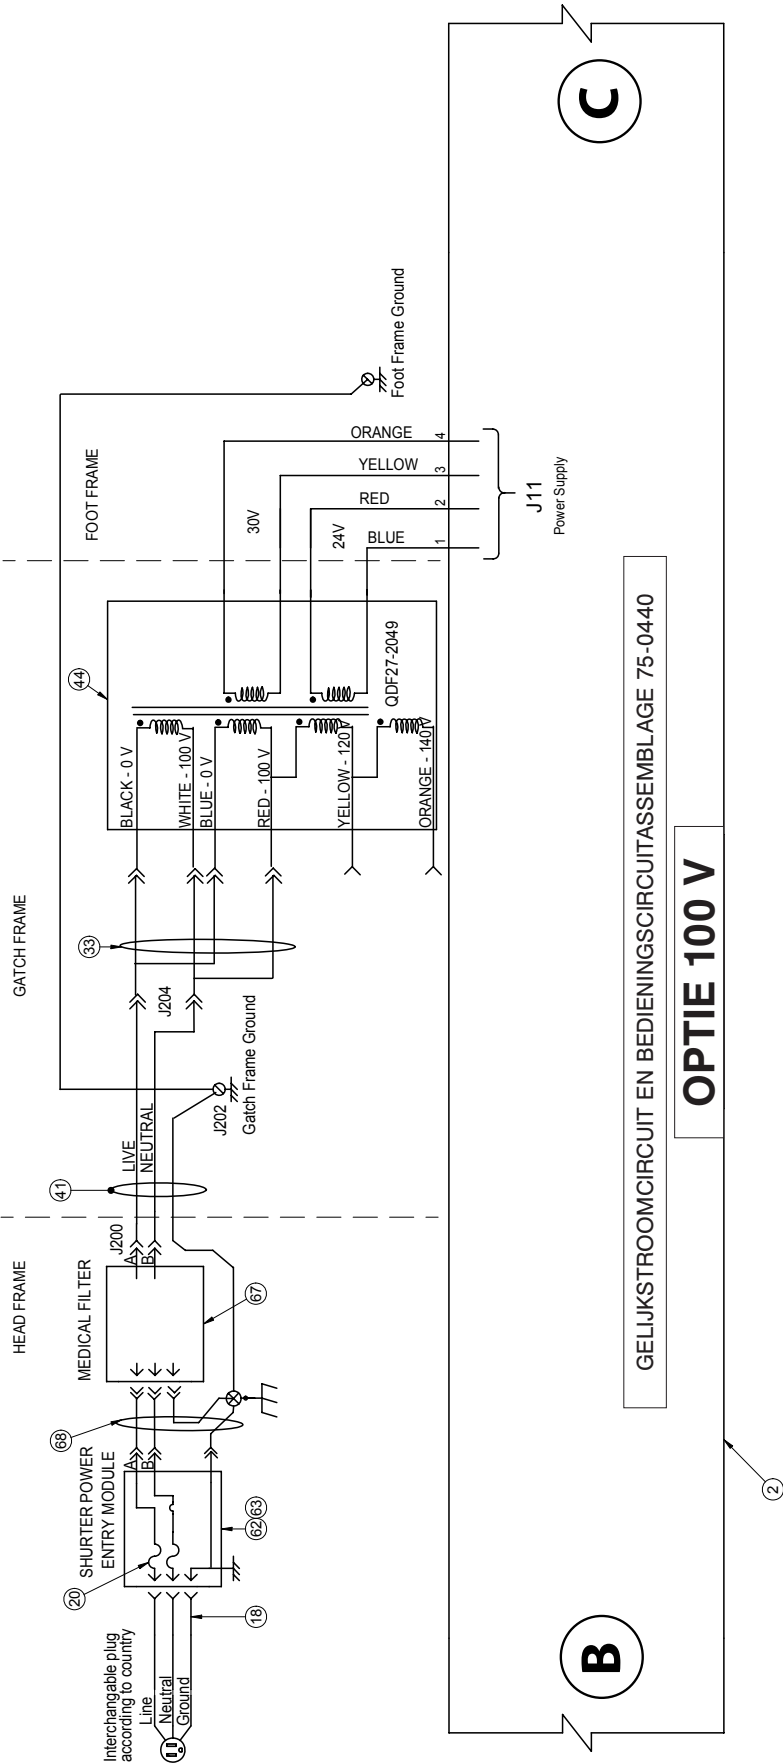 HEAD FRAME
GATCH FRAME
FOOT FRAME
Interchangable plug
according to country
Line
Neutral
Ground
18
20
SHURTER POWER
ENTRY MODULE
A
B
62
63
68
MEDICAL FILTER
67
A
B
J200
41
LIVE
NEUTRAL
J202
Gatch Frame Ground
J204
33
44
BLACK - 0 V
WHITE - 100 V
BLUE - 0 V
RED - 100 V
YELLOW - 120 V
ORANGE - 140 V
QDF27-2049
30V
24V
ORANGE
4
YELLOW
3
RED
2
BLUE
1
J11
Power Supply
Foot Frame Ground
B
C
GELIJKSTROOMCIRCUIT EN BEDIENINGSCIRCUITASSEMBLAGE 75-0440
OPTIE 100 V
2